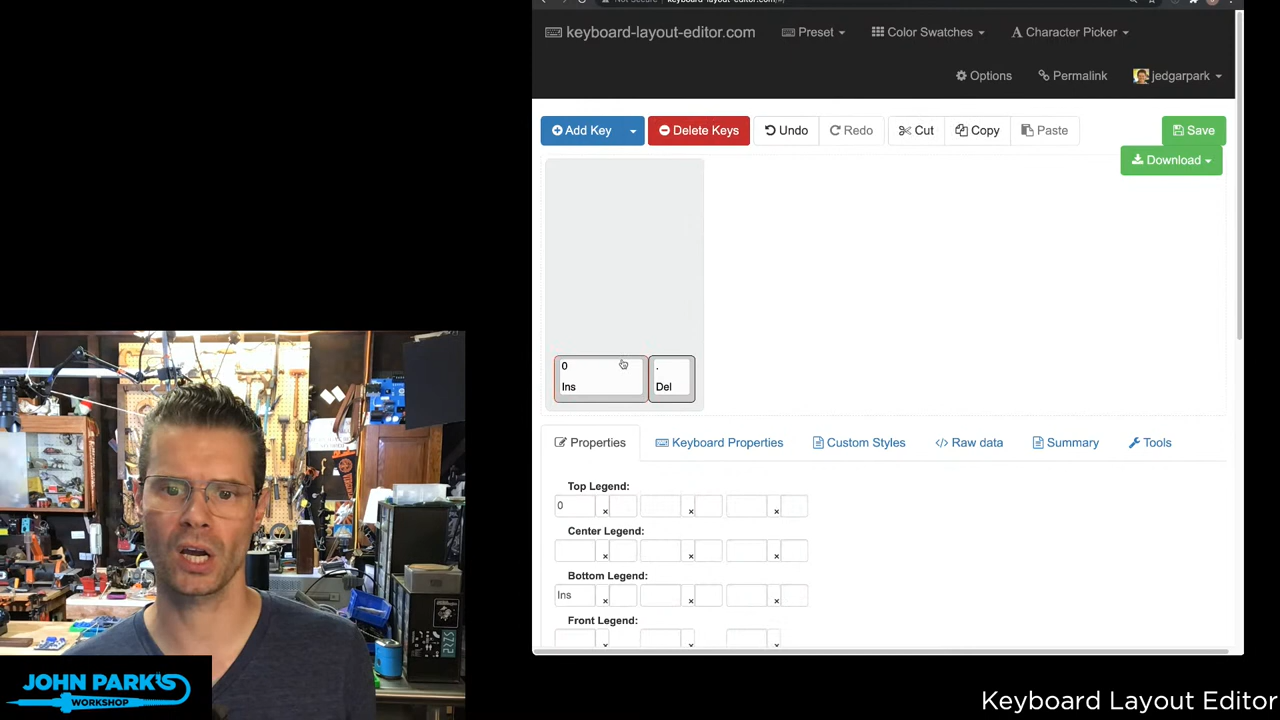 keyboard-layout-editor.com
Preset
Color Swatches
Character Picker
Options
Permalink
jedgarpark
Add Key
Delete Keys
Undo
Redo
Cut
Copy
Paste
Save
Download
0
Ins
.
Del
Properties
Keyboard Properties
Custom Styles
Raw data
Summary
Tools
Top Legend:
0
Center Legend:
Bottom Legend:
Ins
Front Legend:
JOHN PARK'S
WORKSHOP
Keyboard Layout Editor